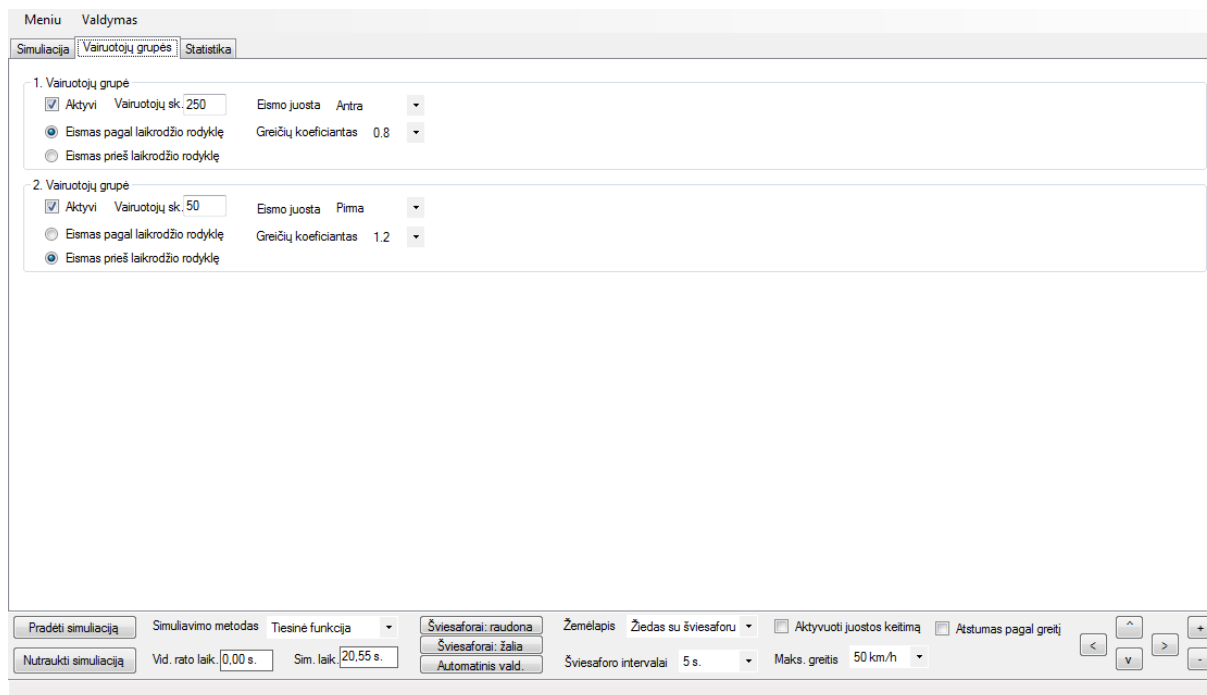 Meniu Valdymas
Simuliacija Vairuotojų grupės Statistika
1. Vairuotojų grupė
Aktyvi Vairuotojų sk. 250 Eismo juosta Antra
Eismas pagal laikrodžio rodyklę Greičių koeficiantas 0.8
Eismas prieš laikrodžio rodyklę
2. Vairuotojų grupė
Aktyvi Vairuotojų sk. 50 Eismo juosta Pirma
Eismas pagal laikrodžio rodyklę Greičių koeficiantas 1.2
Eismas prieš laikrodžio rodyklę
Pradėti simuliaciją Simuliavimo metodas Tiesinė funkcija Šviesaforai: raudona Žemėlapis Žiedas su šviesaforu Aktyvuoti juostos keitimą Atstumas pagal greitį ^ +
Šviesaforai: žalia < >
Nutraukti simuliaciją Vid. rato laik. 0,00 s. Sim. laik. 20,55 s. Automatinis vald. Šviesaforo intervalai 5 s. Maks. greitis 50 km/h v -